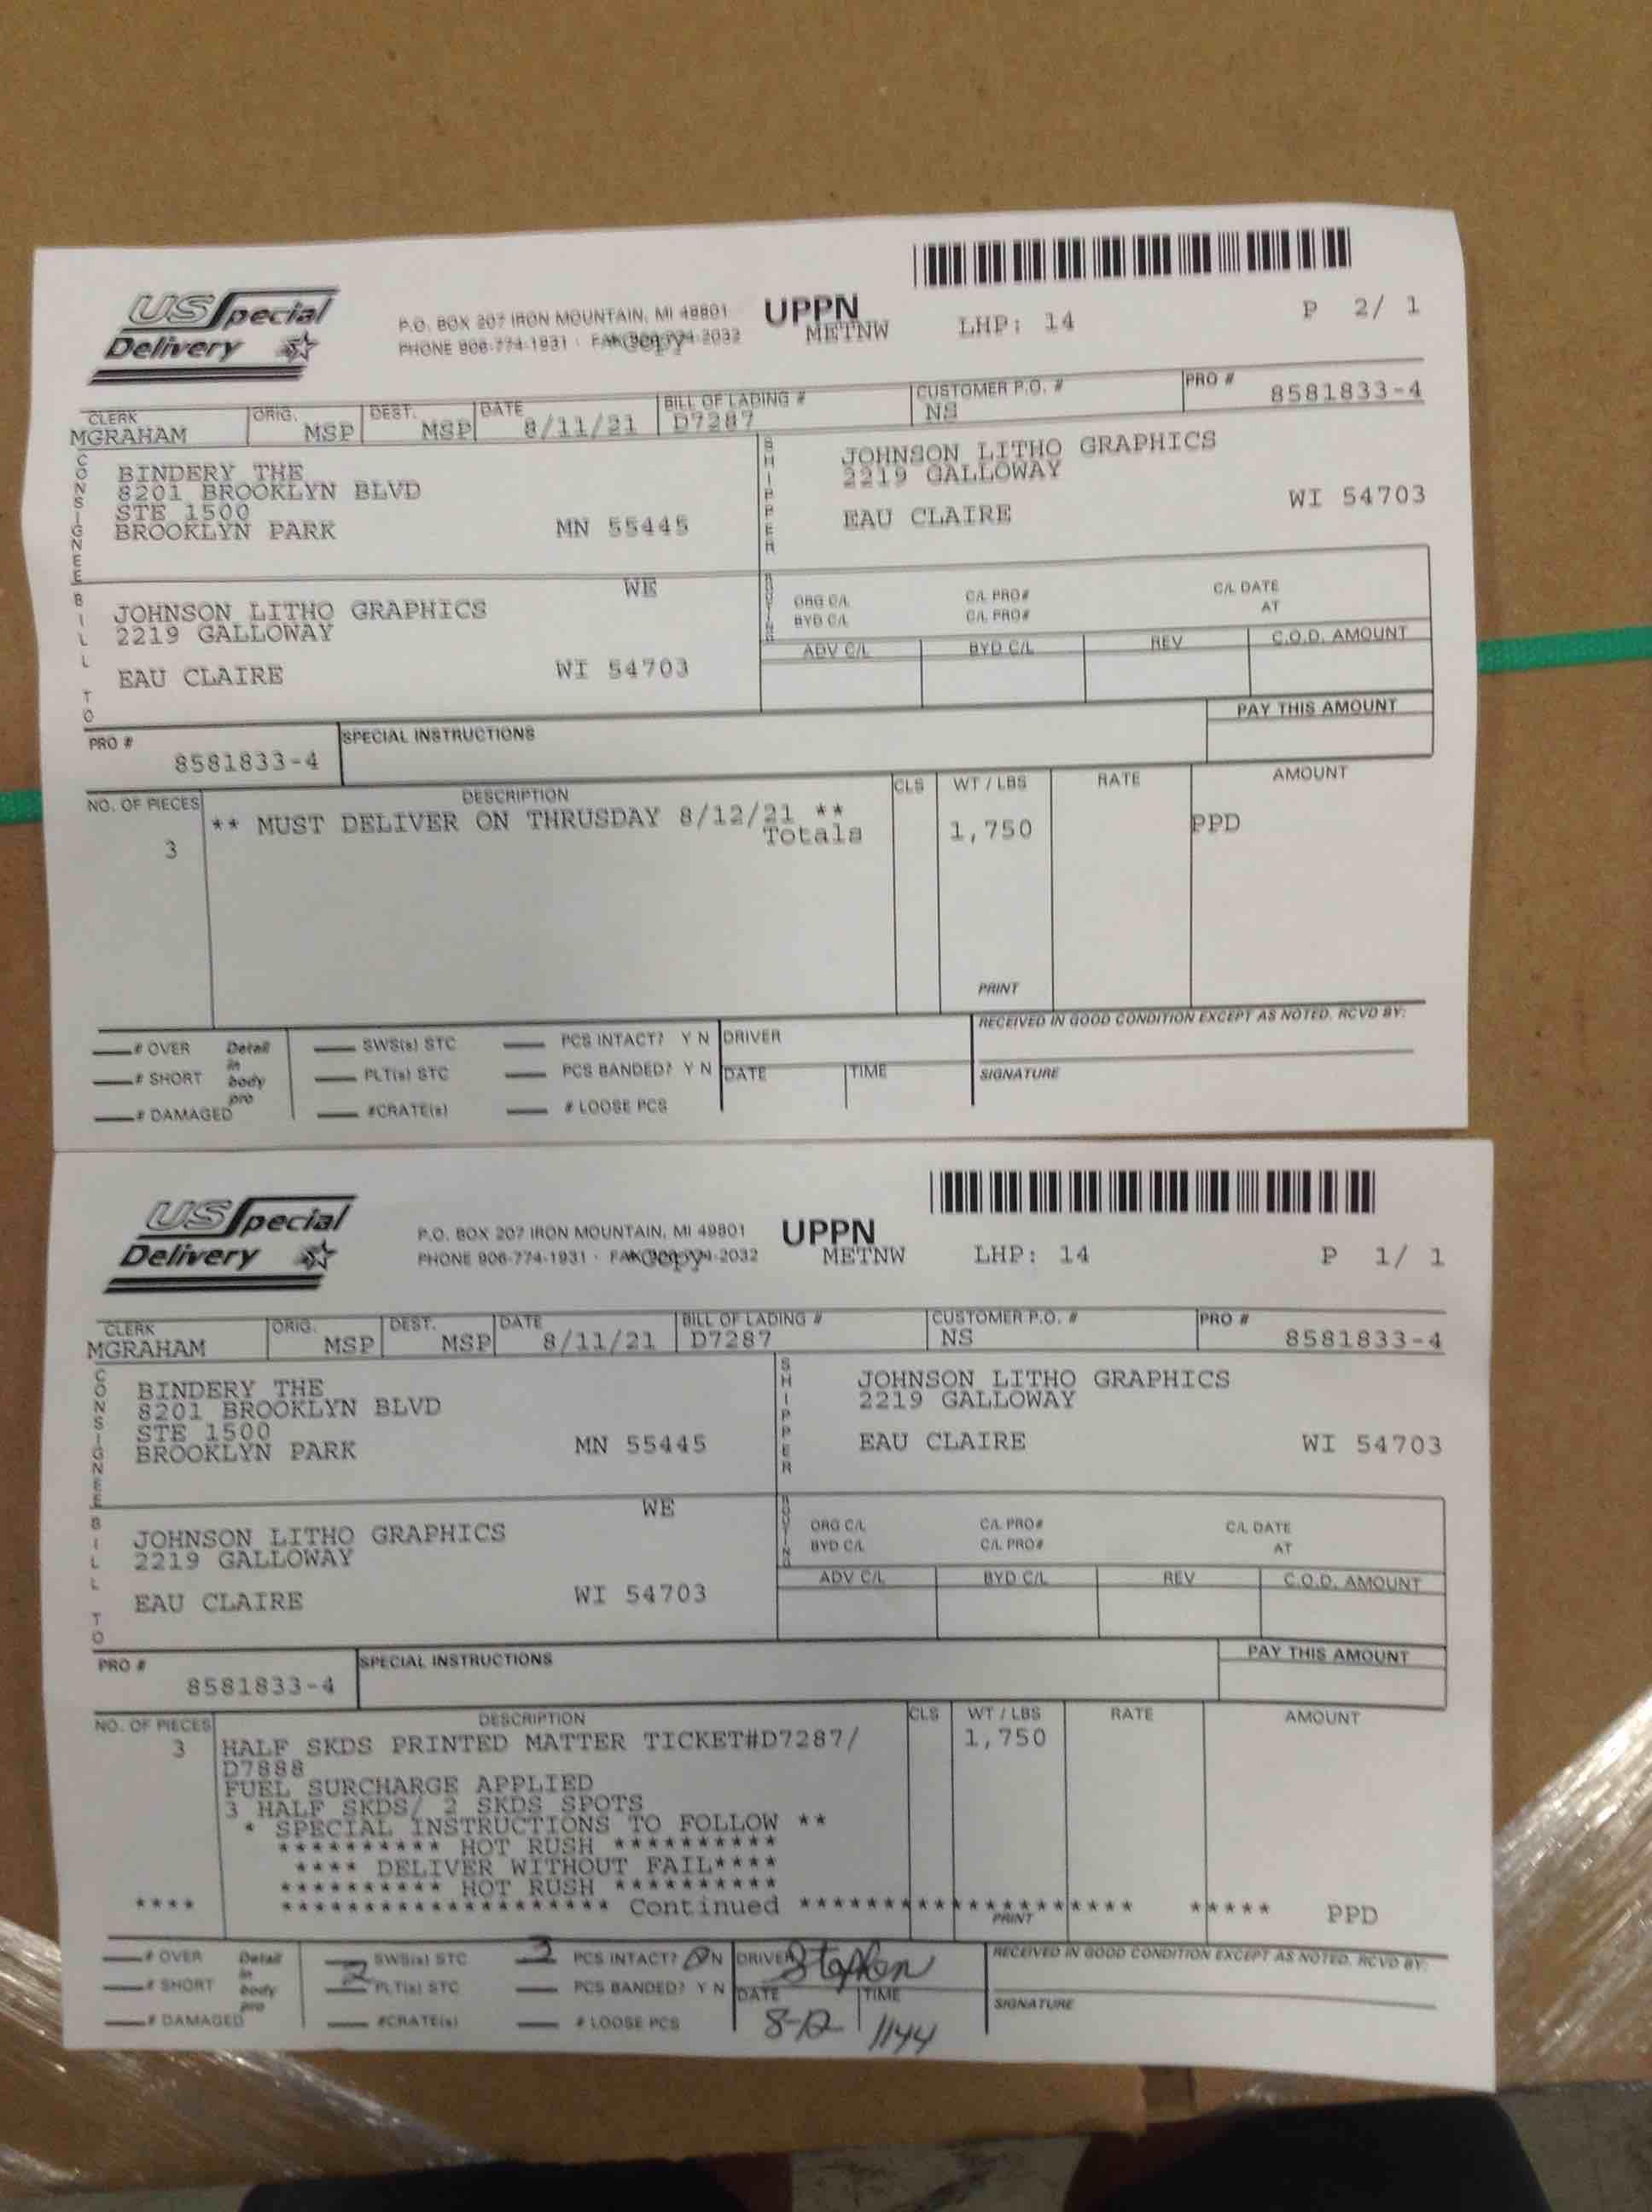 US Special
Delivery
P.O. BOX 207 IRON MOUNTAIN, MI 49801
PHONE 906-774-1931 · 2032
Copy
UPPN
METNW
LHP: 14
P 2/ 1
CLERK
MGRAHAM
ORIG.
MSP
DEST.
MSP
DATE
8/11/21
BILL OF LADING #
D7287
CUSTOMER P.O. #
NS
PRO #
8581833-4
CONSIGNEE
BINDERY THE
8201 BROOKLYN BLVD
STE 1500
BROOKLYN PARK MN 55445
SHIPPER
JOHNSON LITHO GRAPHICS
2219 GALLOWAY
EAU CLAIRE WI 54703
BILL TO
WE
JOHNSON LITHO GRAPHICS
2219 GALLOWAY
EAU CLAIRE WI 54703
ROUTING
ORG C/L C/L PRO# C/L DATE
BYD C/L C/L PRO# AT
ADV C/L BYD C/L REV C.O.D. AMOUNT
PAY THIS AMOUNT
PRO #
8581833-4
SPECIAL INSTRUCTIONS
NO. OF PIECES DESCRIPTION CLS WT / LBS RATE AMOUNT
** MUST DELIVER ON THRUSDAY 8/12/21 **
3 Totals 1,750 PPD
PRINT
# OVER
# SHORT
# DAMAGED
Detail
in
body
pro
SWS(s) STC
PLT(s) STC
#CRATE(s)
PCS INTACT? Y N
PCS BANDED? Y N
# LOOSE PCS
DRIVER
DATE
TIME
RECEIVED IN GOOD CONDITION EXCEPT AS NOTED. RCVD BY:
SIGNATURE
US Special
Delivery
P.O. BOX 207 IRON MOUNTAIN, MI 49801
PHONE 906-774-1931 · 2032
Copy
UPPN
METNW
LHP: 14
P 1/ 1
CLERK
MGRAHAM
ORIG.
MSP
DEST.
MSP
DATE
8/11/21
BILL OF LADING #
D7287
CUSTOMER P.O. #
NS
PRO #
8581833-4
CONSIGNEE
BINDERY THE
8201 BROOKLYN BLVD
STE 1500
BROOKLYN PARK MN 55445
SHIPPER
JOHNSON LITHO GRAPHICS
2219 GALLOWAY
EAU CLAIRE WI 54703
BILL TO
WE
JOHNSON LITHO GRAPHICS
2219 GALLOWAY
EAU CLAIRE WI 54703
ROUTING
ORG C/L C/L PRO# C/L DATE
BYD C/L C/L PRO# AT
ADV C/L BYD C/L REV C.O.D. AMOUNT
PAY THIS AMOUNT
PRO #
8581833-4
SPECIAL INSTRUCTIONS
NO. OF PIECES DESCRIPTION CLS WT / LBS RATE AMOUNT
3 HALF SKDS PRINTED MATTER TICKET#D7287/ 1,750
D7888
FUEL SURCHARGE APPLIED
3 HALF SKDS/ 2 SKDS SPOTS
* SPECIAL INSTRUCTIONS TO FOLLOW **
********** HOT RUSH **********
**** DELIVER WITHOUT FAIL****
********** HOT RUSH **********
**** ******************** Continued ********************* ***** PPD
PRINT
# OVER
# SHORT
# DAMAGED
Detail
in
body
pro
SWS(s) STC
2 PLT(s) STC
#CRATE(s)
3 PCS INTACT? Y N
PCS BANDED? Y N
# LOOSE PCS
DRIVER Stephen
DATE
8-12
TIME
1144
RECEIVED IN GOOD CONDITION EXCEPT AS NOTED. RCVD BY:
SIGNATURE